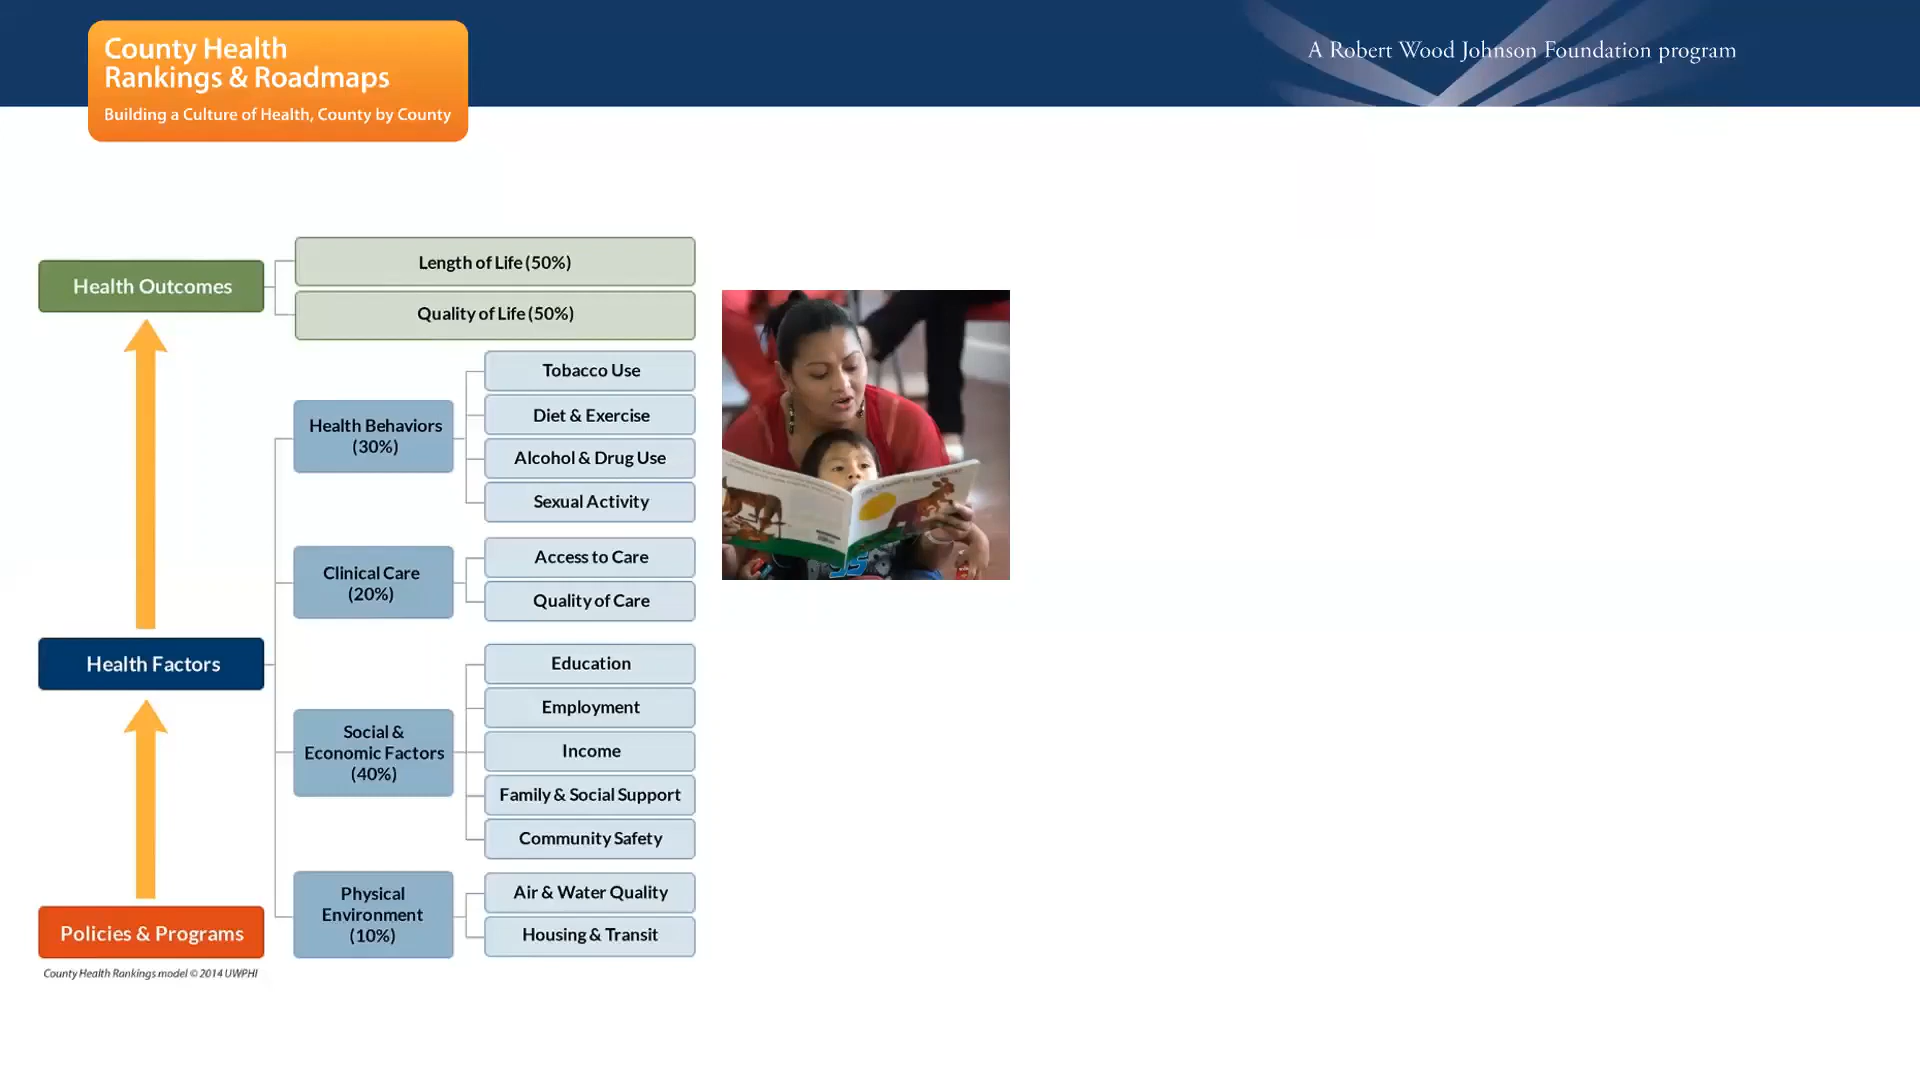 County Health
Rankings & Roadmaps
Building a Culture of Health, County by County
A Robert Wood Johnson Foundation program
Health Outcomes
Length of Life (50%)
Quality of Life (50%)
Health Behaviors
(30%)
Tobacco Use
Diet & Exercise
Alcohol & Drug Use
Sexual Activity
Clinical Care
(20%)
Access to Care
Quality of Care
Health Factors
Social &
Economic Factors
(40%)
Education
Employment
Income
Family & Social Support
Community Safety
Physical
Environment
(10%)
Air & Water Quality
Housing & Transit
Policies & Programs
County Health Rankings model © 2014 UWPHI